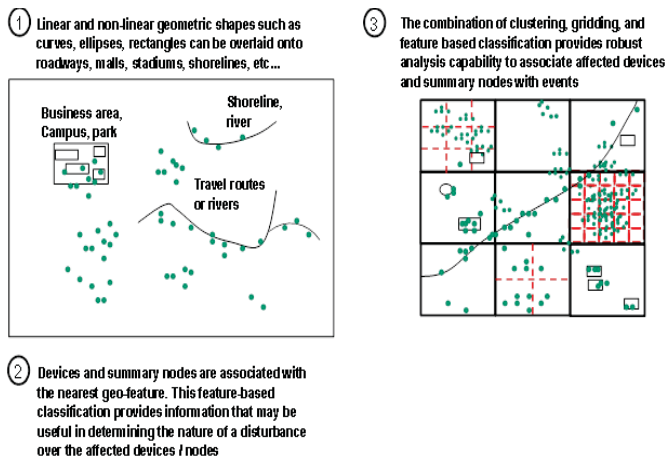 1 Linear and non-linear geometric shapes such as
curves, ellipses, rectangles can be overlaid onto
roadways, malls, stadiums, shorelines, etc...
Business area,
Campus, park
Shoreline,
river
Travel routes
or rivers
2 Devices and summary nodes are associated with
the nearest geo-feature. This feature-based
classification provides information that may be
useful in determining the nature of a disturbance
over the affected devices / nodes
3 The combination of clustering, gridding, and
feature based classification provides robust
analysis capability to associate affected devices
and summary nodes with events